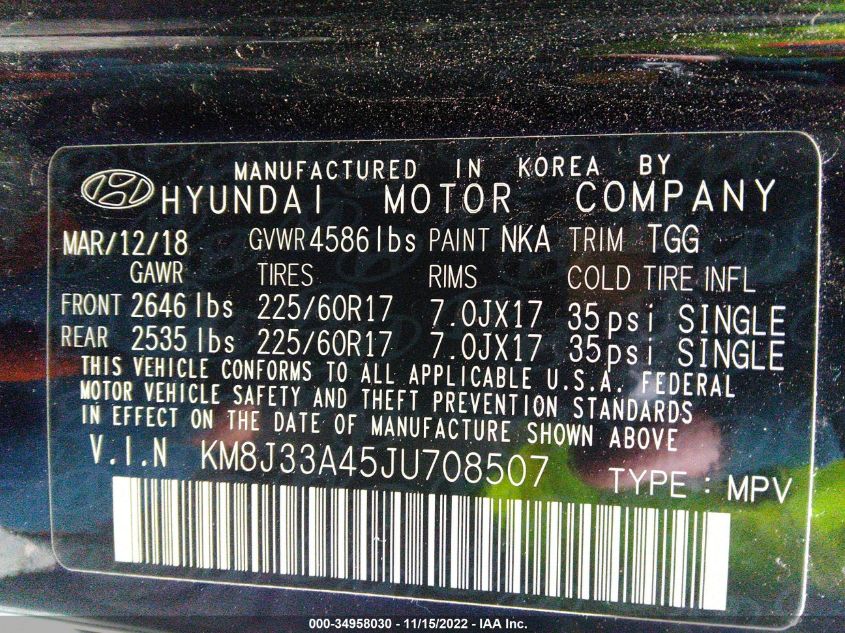 MANUFACTURED IN KOREA BY
HYUNDAI MOTOR COMPANY
MAR/12/18 GVWR 4586 lbs PAINT NKA TRIM TGG
GAWR TIRES RIMS COLD TIRE INFL
FRONT 2646 lbs 225/60R17 7.0JX17 35psi SINGLE
REAR 2535 lbs 225/60R17 7.0JX17 35psi SINGLE
THIS VEHICLE CONFORMS TO ALL APPLICABLE U.S.A. FEDERAL
MOTOR VEHICLE SAFETY AND THEFT PREVENTION STANDARDS
IN EFFECT ON THE DATE OF MANUFACTURE SHOWN ABOVE
V.I.N KM8J33A45JU708507 TYPE : MPV
000-34958030 - 11/15/2022 - IAA Inc.